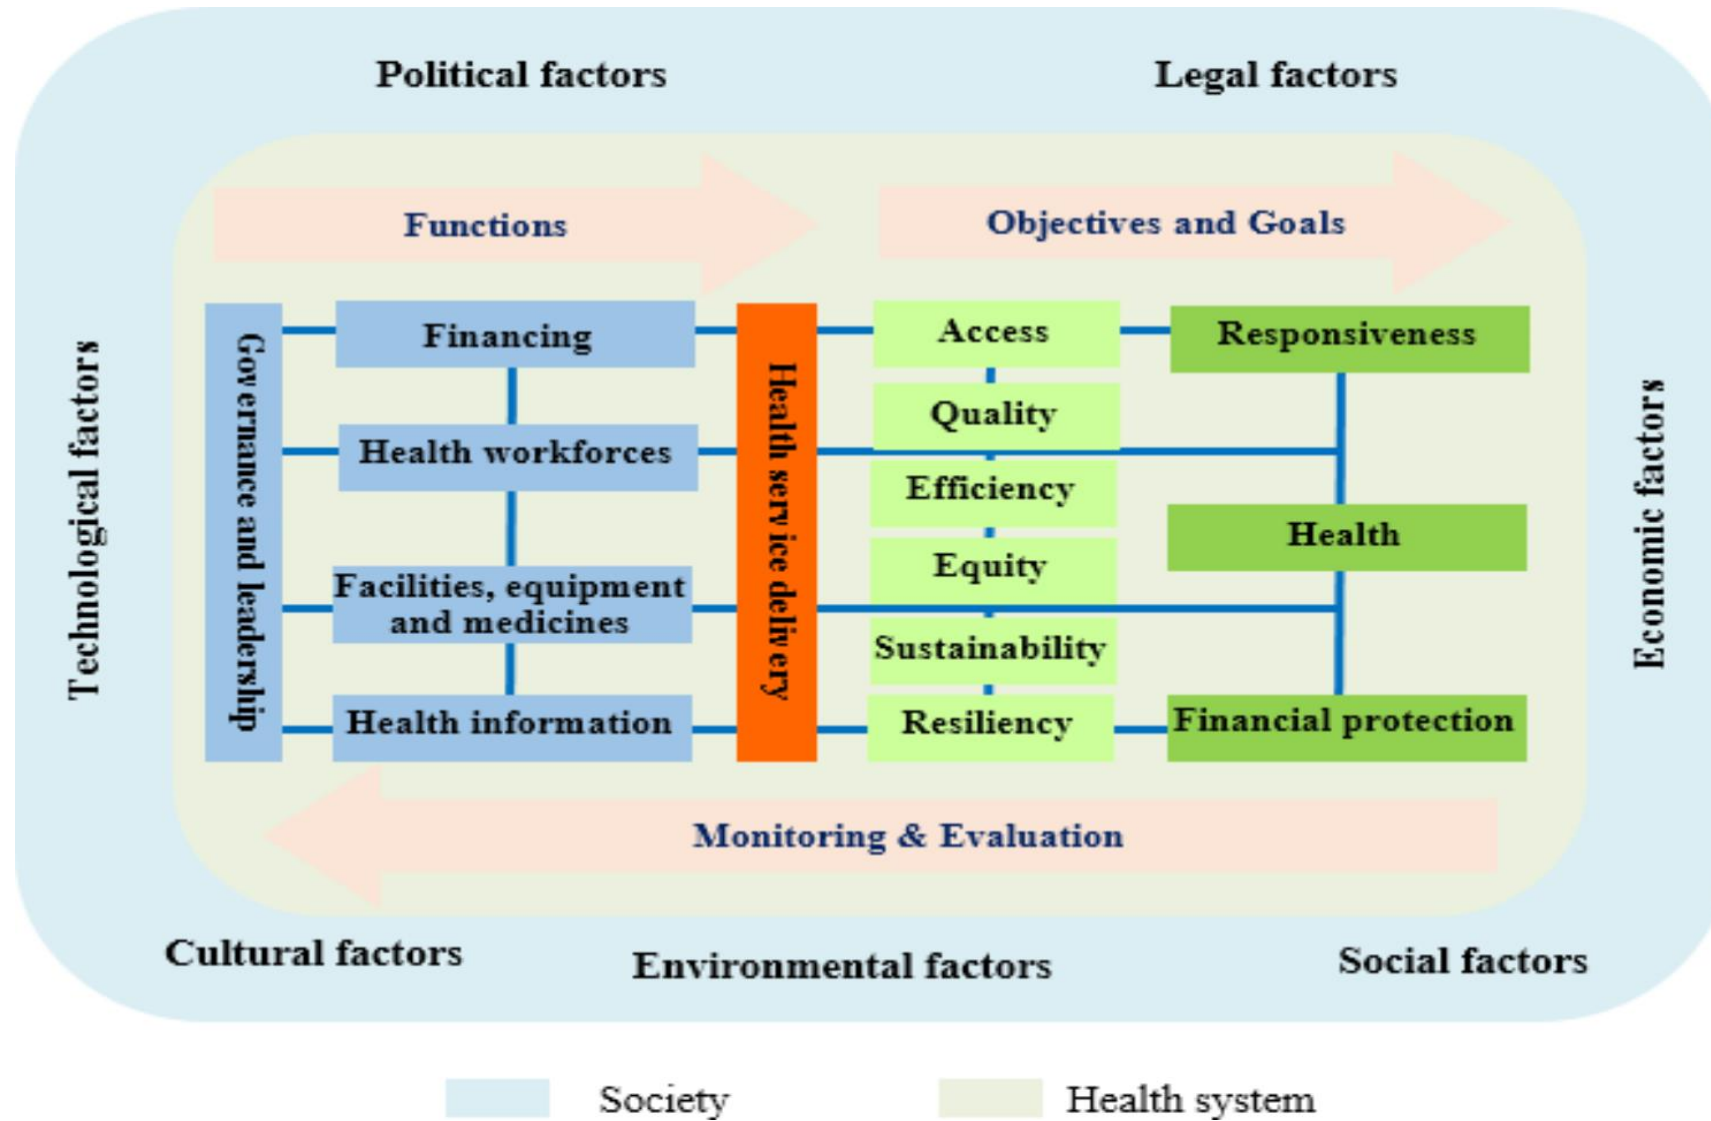 Political factors
Legal factors
Functions
Objectives and Goals
Technological factors
Governance and leadership
Financing
Health workforces
Facilities, equipment
and medicines
Health information
Health service delivery
Access
Quality
Efficiency
Equity
Sustainability
Resiliency
Responsiveness
Health
Financial protection
Economic factors
Monitoring & Evaluation
Cultural factors
Environmental factors
Social factors
Society
Health system